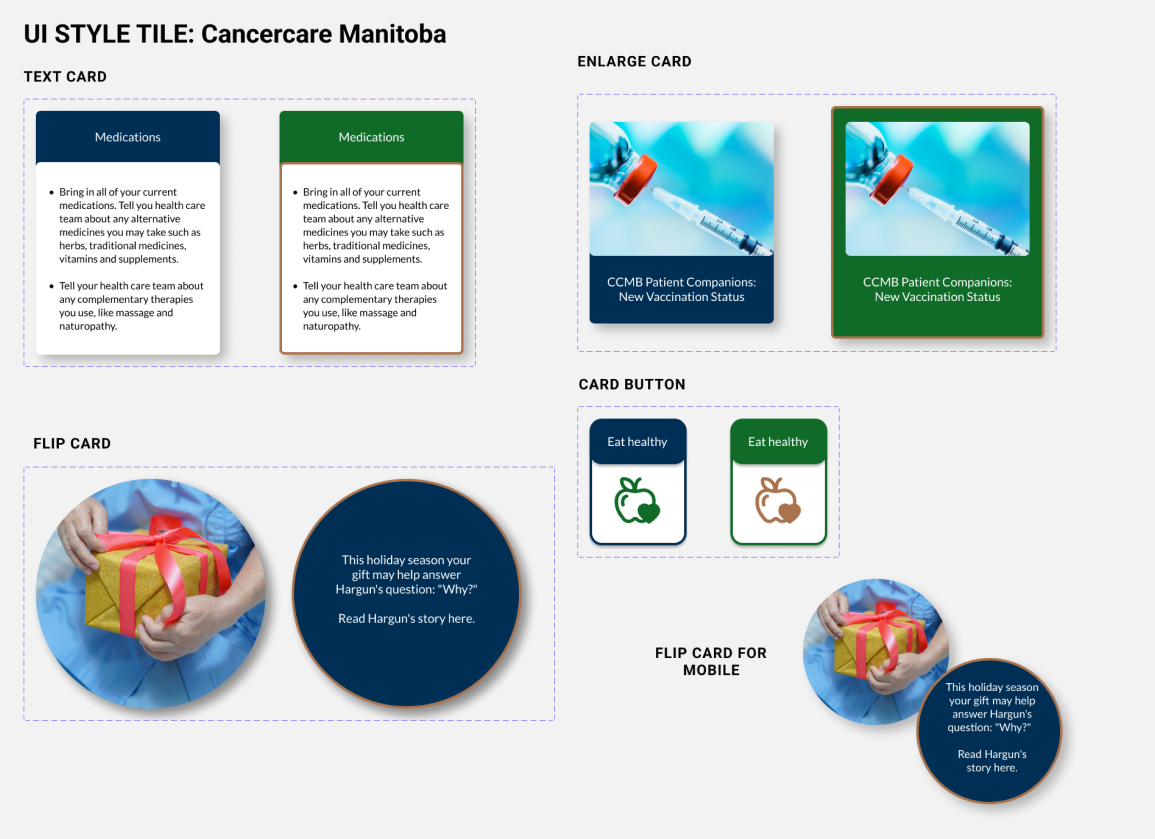 UI STYLE TILE: Cancercare Manitoba
TEXT CARD
Medications
• Bring in all of your current
medications. Tell you health care
team about any alternative
medicines you may take such as
herbs, traditional medicines,
vitamins and supplements.
• Tell your health care team about
any complementary therapies
you use, like massage and
naturopathy.
Medications
• Bring in all of your current
medications. Tell you health care
team about any alternative
medicines you may take such as
herbs, traditional medicines,
vitamins and supplements.
• Tell your health care team about
any complementary therapies
you use, like massage and
naturopathy.
ENLARGE CARD
CCMB Patient Companions:
New Vaccination Status
CCMB Patient Companions:
New Vaccination Status
CARD BUTTON
Eat healthy
Eat healthy
FLIP CARD
This holiday season your
gift may help answer
Hargun's question: "Why?"
Read Hargun's story here.
FLIP CARD FOR
MOBILE
This holiday season
your gift may help
answer Hargun's
question: "Why?"
Read Hargun's
story here.